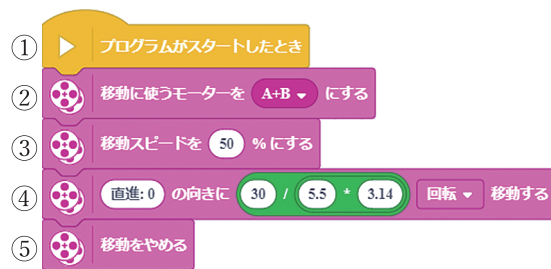 ① プログラムがスタートしたとき
② 移動に使うモーターを A+B にする
③ 移動スピードを 50 % にする
④ 直進: 0 の向きに 30 / 5.5 * 3.14 回転 移動する
⑤ 移動をやめる